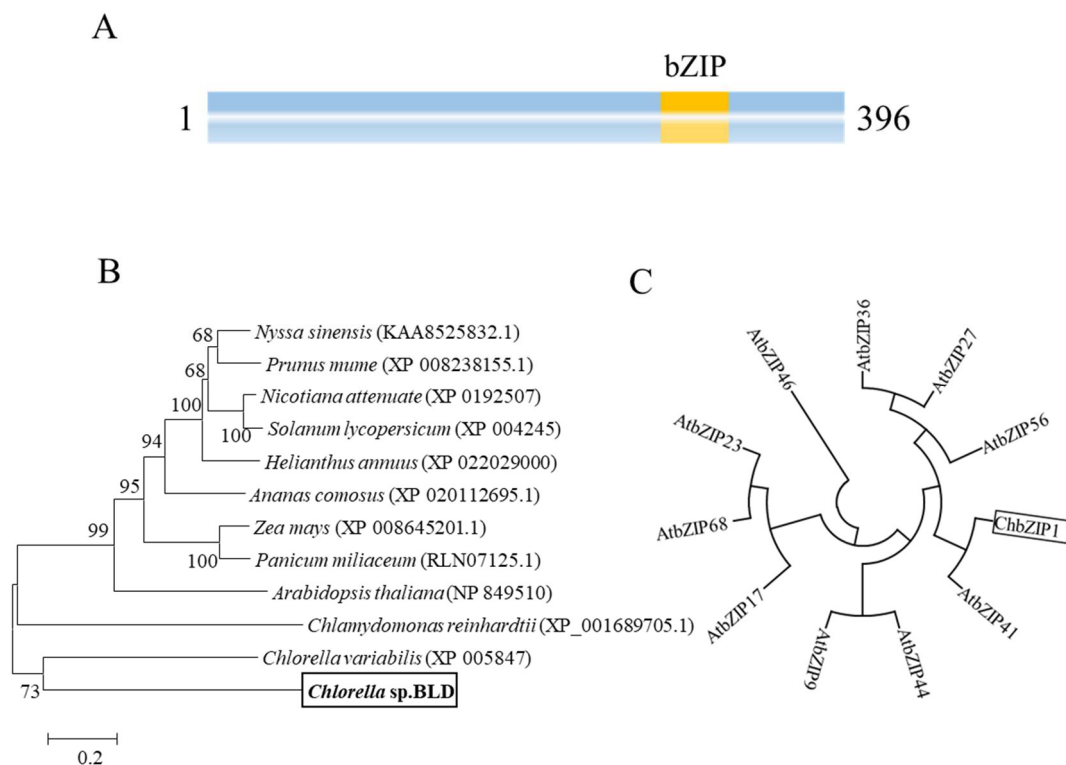 A
bZIP
1
396
B
68
Nyssa sinensis (KAA8525832.1)
Prunus mume (XP 008238155.1)
68
Nicotiana attenuate (XP 0192507)
100
100
Solanum lycopersicum (XP 004245)
94
Helianthus annuus (XP 022029000)
95
Ananas comosus (XP 020112695.1)
99
Zea mays (XP 008645201.1)
100
Panicum miliaceum (RLN07125.1)
Arabidopsis thaliana(NP 849510)
Chlamydomonas reinhardtii (XP_001689705.1)
Chlorella variabilis (XP 005847)
73
Chlorella sp.BLD
0.2
C
AtbZIP46
AtbZIP36
AtbZIP27
AtbZIP56
ChbZIP1
AtbZIP41
AtbZIP44
AtbZIP9
AtbZIP17
AtbZIP68
AtbZIP23